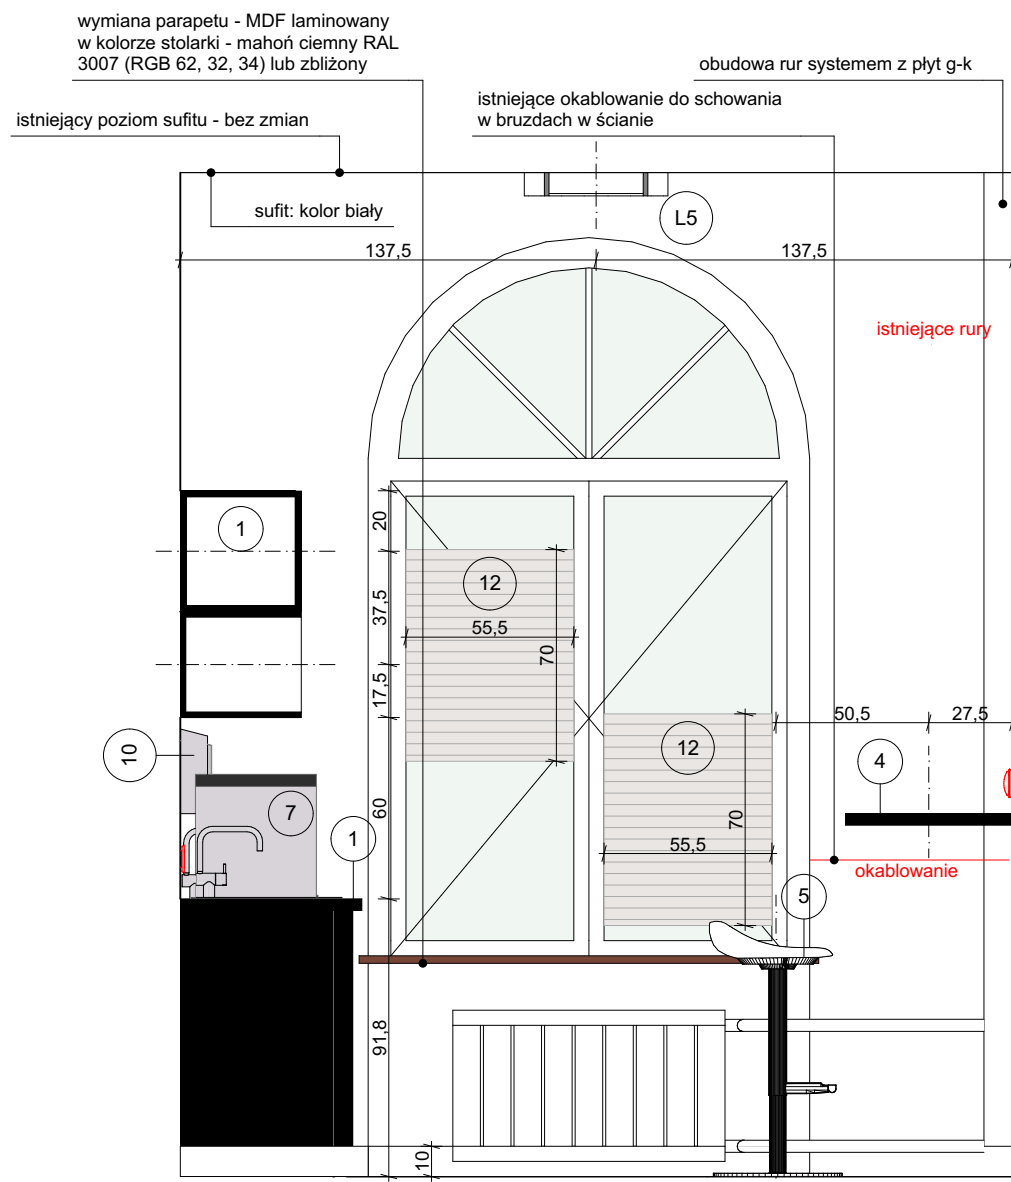 wymiana parapetu - MDF laminowany
w kolorze stolarki - mahoń ciemny RAL
3007 (RGB 62, 32, 34) lub zbliżony
obudowa rur systemem z płyt g-k
istniejące okablowanie do schowania
w bruzdach w ścianie
istniejący poziom sufitu - bez zmian
sufit: kolor biały
L5
137,5
137,5
istniejące rury
20
1
12
37,5
55,5
70
17,5
50,5
27,5
10
12
4
7
60
70
1
55,5
okablowanie
5
91,8
10